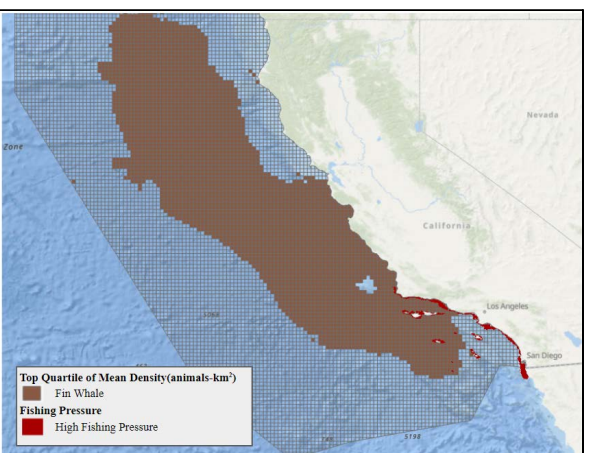 Nevada
Zone
California
Los Angeles
San Diego
Top Quartile of Mean Density(animals-km²)
Fin Whale
Fishing Pressure
High Fishing Pressure
5198